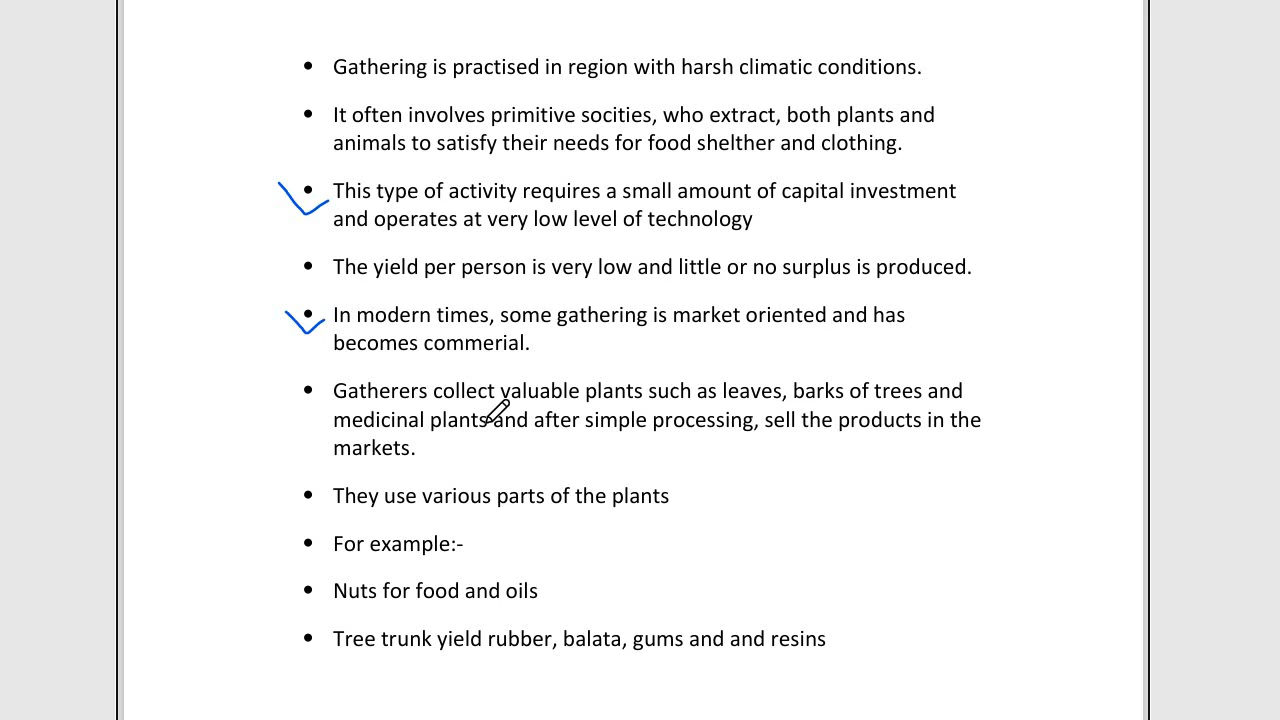 • Gathering is practised in region with harsh climatic conditions.
• It often involves primitive socities, who extract, both plants and
animals to satisfy their needs for food shelther and clothing.
• This type of activity requires a small amount of capital investment
and operates at very low level of technology
• The yield per person is very low and little or no surplus is produced.
• In modern times, some gathering is market oriented and has
becomes commerial.
• Gatherers collect valuable plants such as leaves, barks of trees and
medicinal plants and after simple processing, sell the products in the
markets.
• They use various parts of the plants
• For example:-
• Nuts for food and oils
• Tree trunk yield rubber, balata, gums and and resins